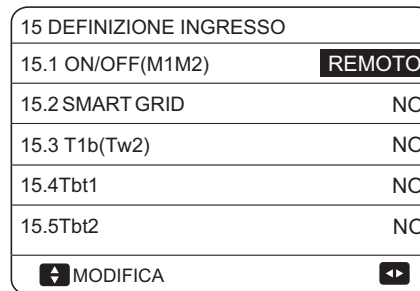 15 DEFINIZIONE INGRESSO
15.1 ON/OFF(M1M2) REMOTO
15.2 SMART GRID NO
15.3 T1b(Tw2) NO
15.4Tbt1 NO
15.5Tbt2 NO
MODIFICA